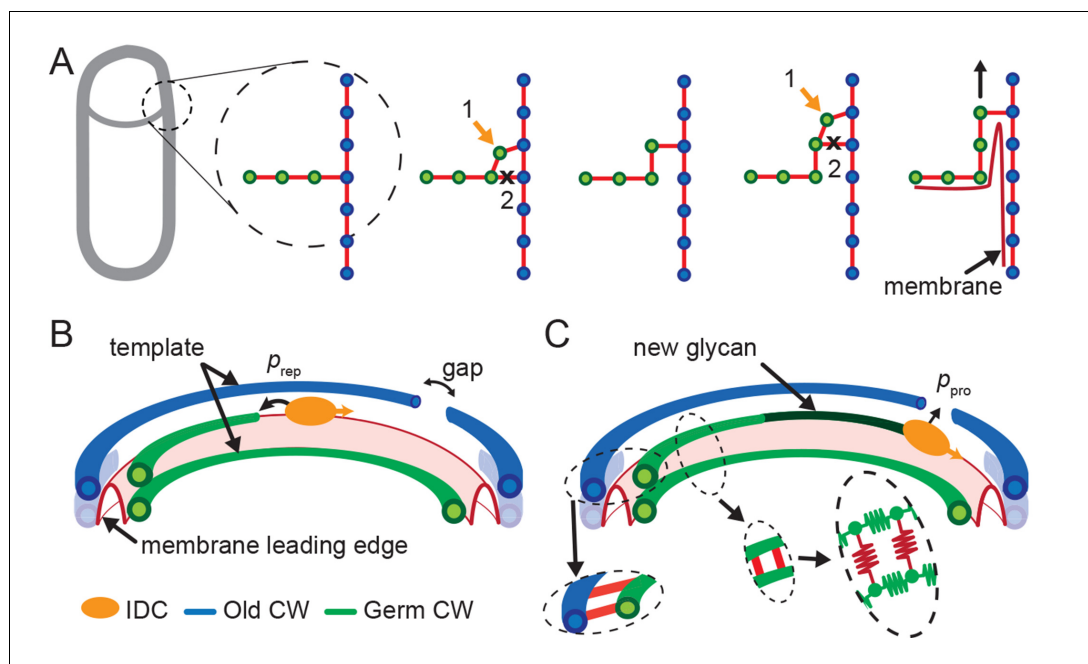 A
1
2
1
2
membrane
B
template
p_rep
gap
membrane leading edge
IDC
Old CW
Germ CW
C
new glycan
p_pro